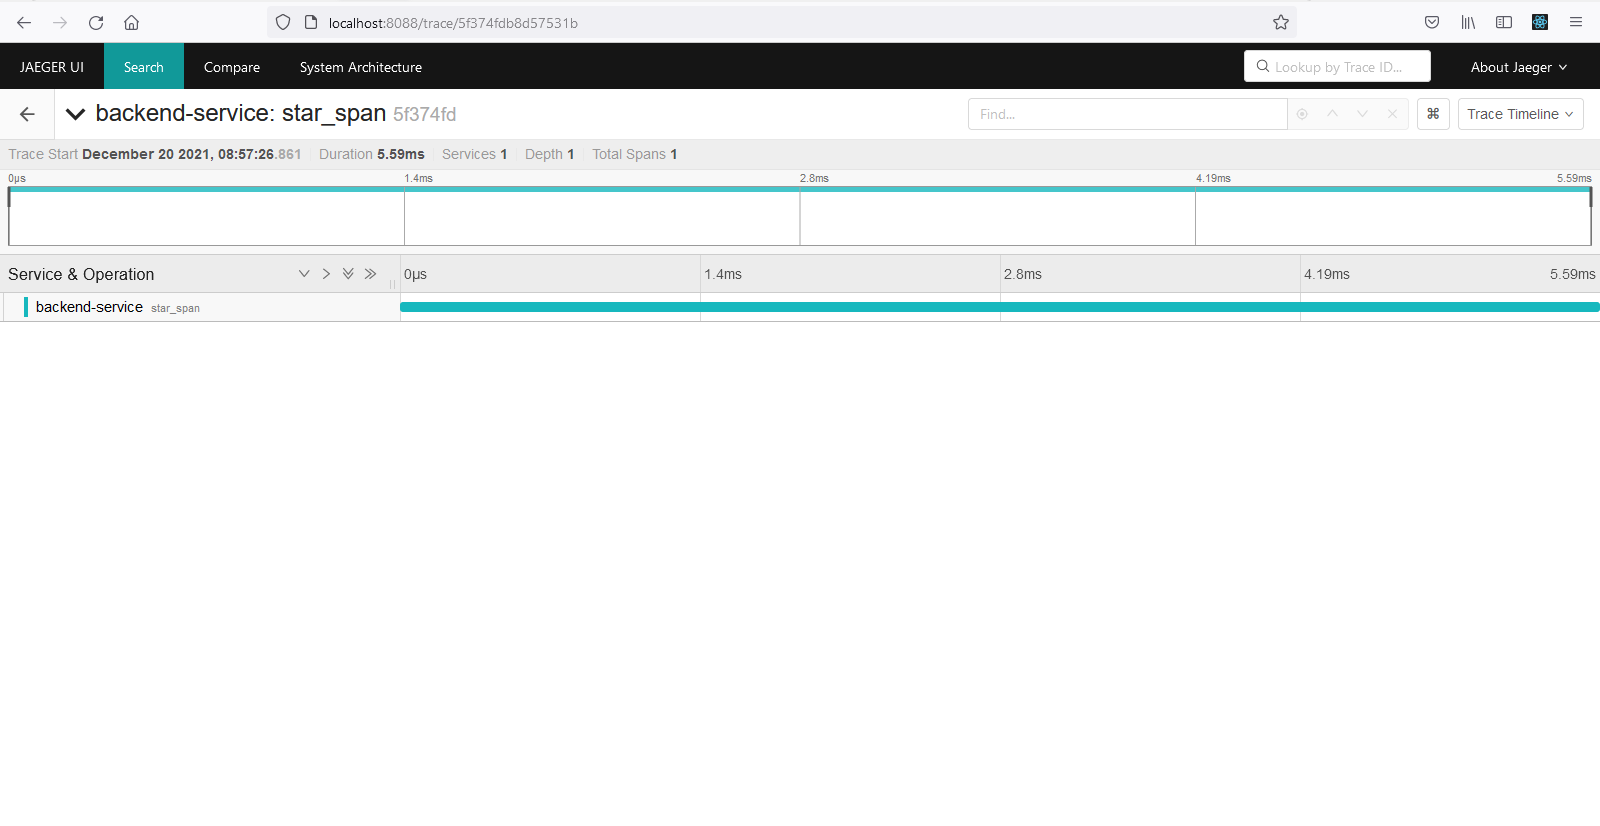 localhost:8088/trace/5f374fdb8d57531b
JAEGER UI Search Compare System Architecture Lookup by Trace ID... About Jaeger
backend-service: star_span 5f374fd Find... ⌘ Trace Timeline
Trace Start December 20 2021, 08:57:26.861 Duration 5.59ms Services 1 Depth 1 Total Spans 1
0μs 1.4ms 2.8ms 4.19ms 5.59ms
Service & Operation 0μs 1.4ms 2.8ms 4.19ms 5.59ms
backend-service star_span